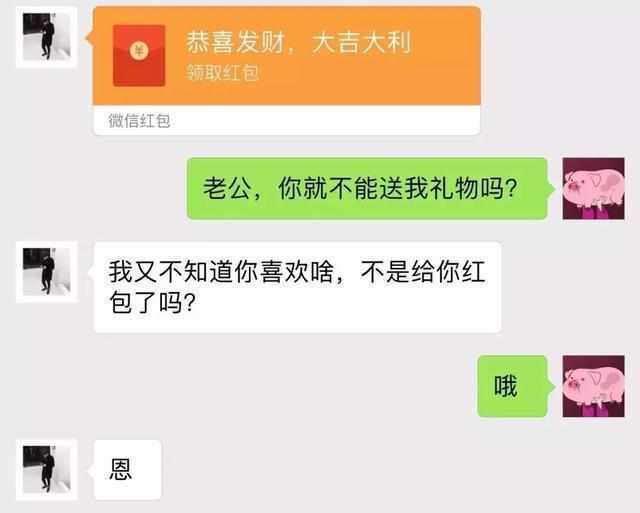 恭喜发财，大吉大利
领取红包
微信红包
老公，你就不能送我礼物吗？
我又不知道你喜欢啥，不是给你红
包了吗？
哦
恩